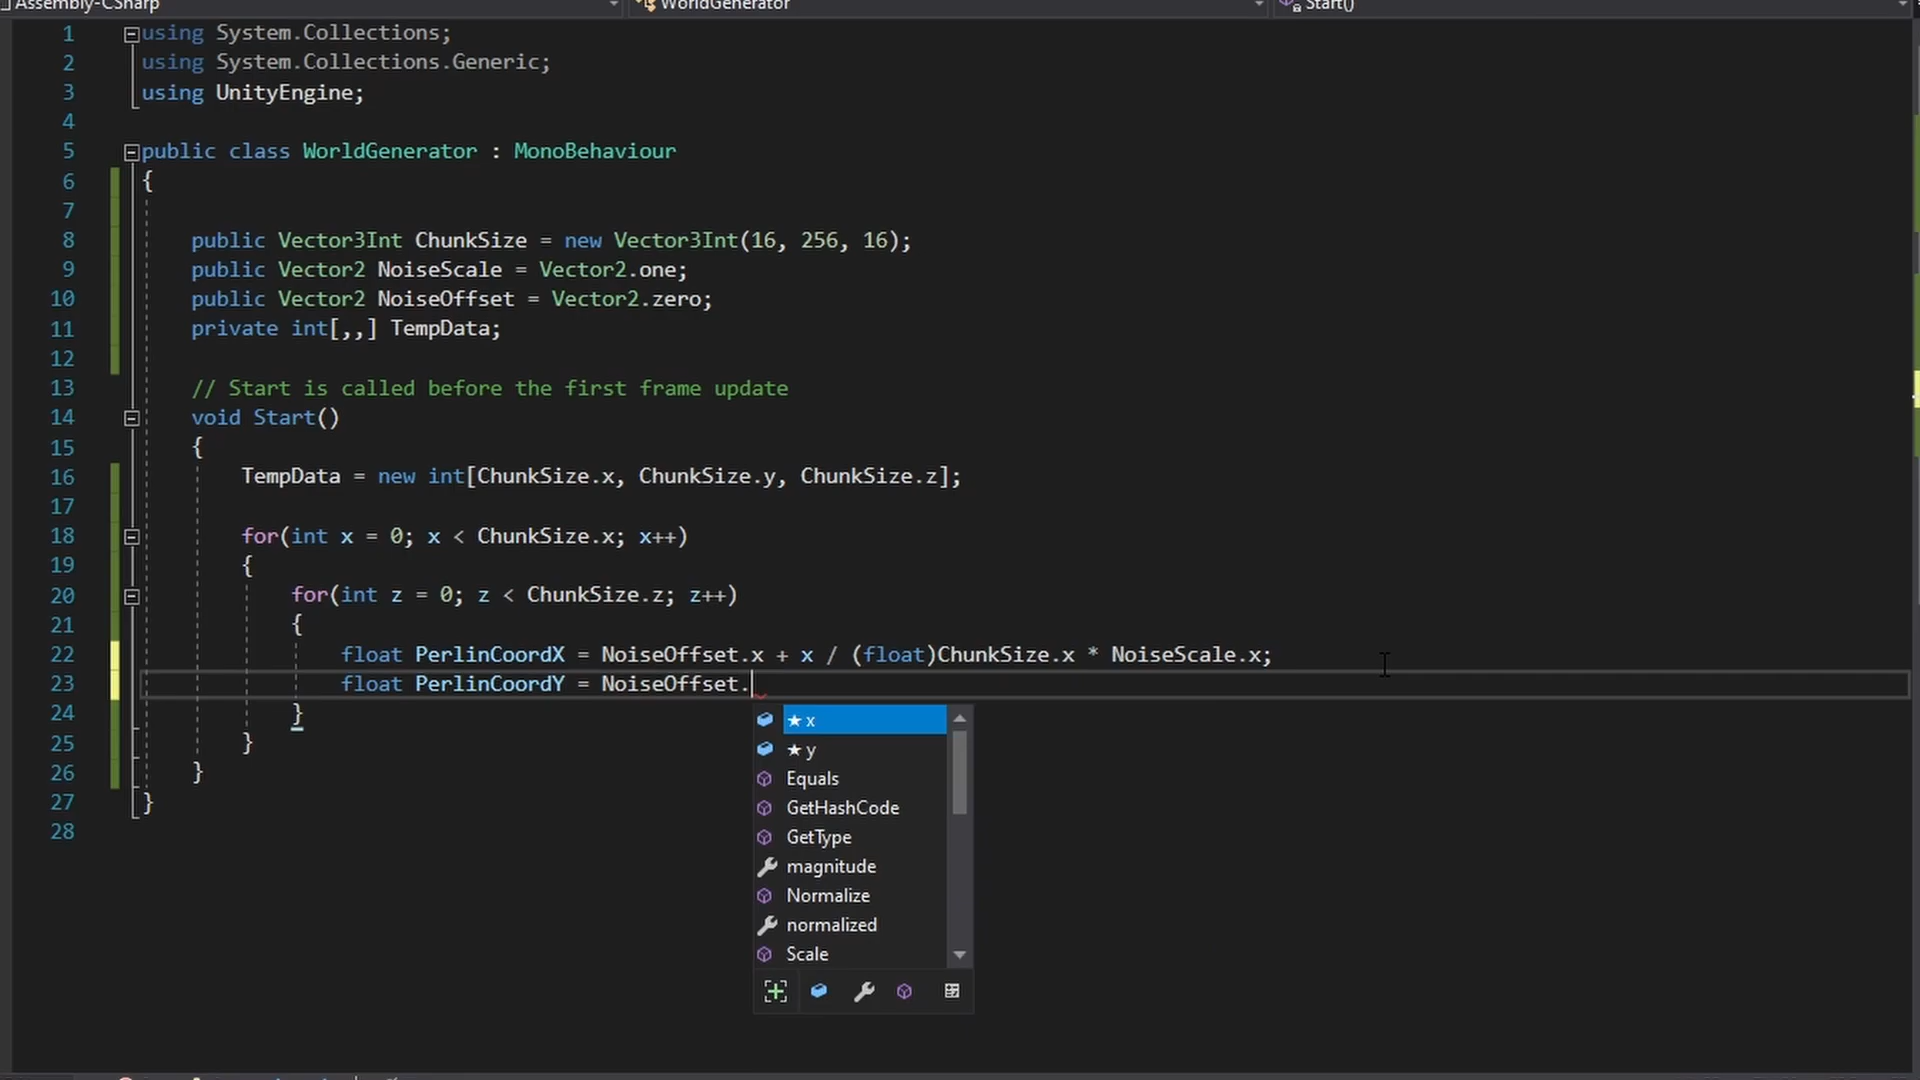 Assembly-CSharp WorldGenerator Start()
1 using System.Collections;
2 using System.Collections.Generic;
3 using UnityEngine;
4
5 public class WorldGenerator : MonoBehaviour
6 {
7
8 public Vector3Int ChunkSize = new Vector3Int(16, 256, 16);
9 public Vector2 NoiseScale = Vector2.one;
10 public Vector2 NoiseOffset = Vector2.zero;
11 private int[,,] TempData;
12
13 // Start is called before the first frame update
14 void Start()
15 {
16 TempData = new int[ChunkSize.x, ChunkSize.y, ChunkSize.z];
17
18 for(int x = 0; x < ChunkSize.x; x++)
19 {
20 for(int z = 0; z < ChunkSize.z; z++)
21 {
22 float PerlinCoordX = NoiseOffset.x + x / (float)ChunkSize.x * NoiseScale.x;
23 float PerlinCoordY = NoiseOffset.
24 }
25 }
26 }
27 }
28
★ x
★ y
Equals
GetHashCode
GetType
magnitude
Normalize
normalized
Scale